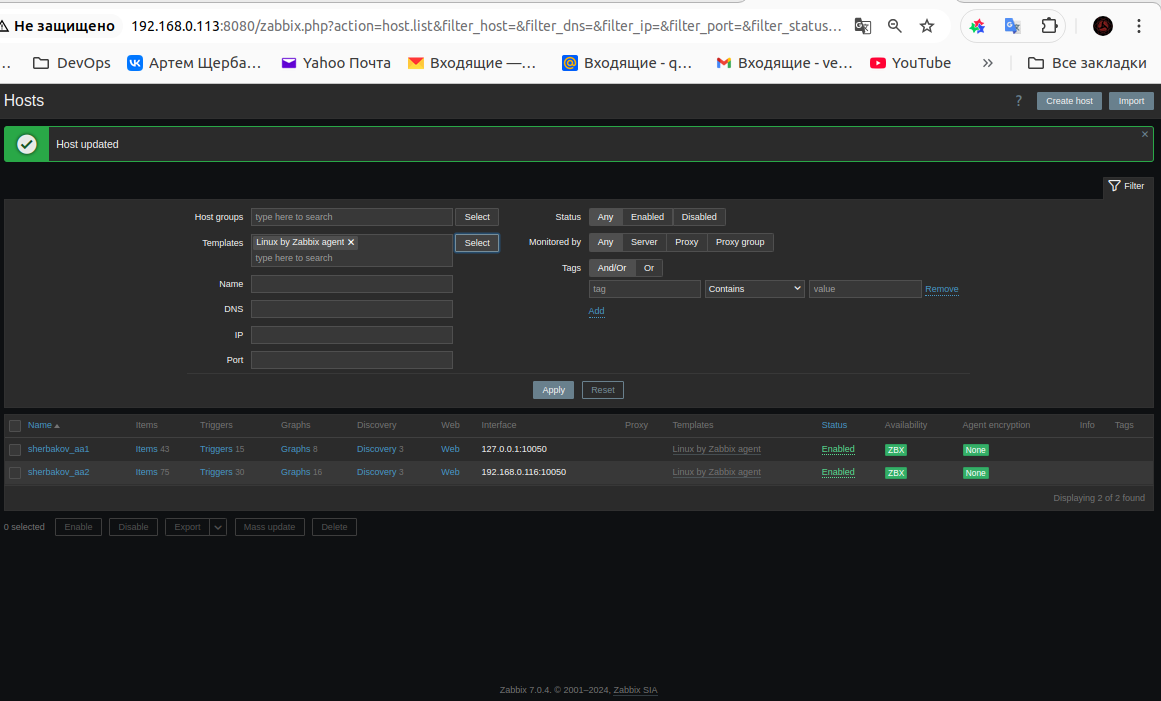 Не защищено 192.168.0.113:8080/zabbix.php?action=host.list&filter_host=&filter_dns=&filter_ip=&filter_port=&filter_status...
... DevOps Артем Щерба... Yahoo Почта Входящие —... Входящие - q... Входящие - ve... YouTube » Все закладки
Hosts ? Create host Import
Host updated
Filter
Host groups type here to search Select Status Any Enabled Disabled
Templates Linux by Zabbix agent Select Monitored by Any Server Proxy Proxy group
type here to search
Tags And/Or Or
Name tag Contains value Remove
DNS Add
IP
Port
Apply Reset
Name Items Triggers Graphs Discovery Web Interface Proxy Templates Status Availability Agent encryption Info Tags
sherbakov_aa1 Items 43 Triggers 15 Graphs 8 Discovery 3 Web 127.0.0.1:10050 Linux by Zabbix agent Enabled ZBX None
sherbakov_aa2 Items 75 Triggers 30 Graphs 16 Discovery 3 Web 192.168.0.116:10050 Linux by Zabbix agent Enabled ZBX None
Displaying 2 of 2 found
0 selected Enable Disable Export Mass update Delete
Zabbix 7.0.4. © 2001–2024, Zabbix SIA